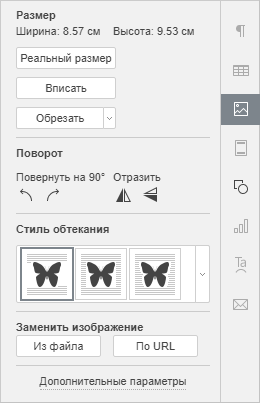 Размер
Ширина: 8.57 см Высота: 9.53 см
Реальный размер
Вписать
Обрезать
Поворот
Повернуть на 90° Отразить
Стиль обтекания
Заменить изображение
Из файла По URL
Дополнительные параметры
Ta